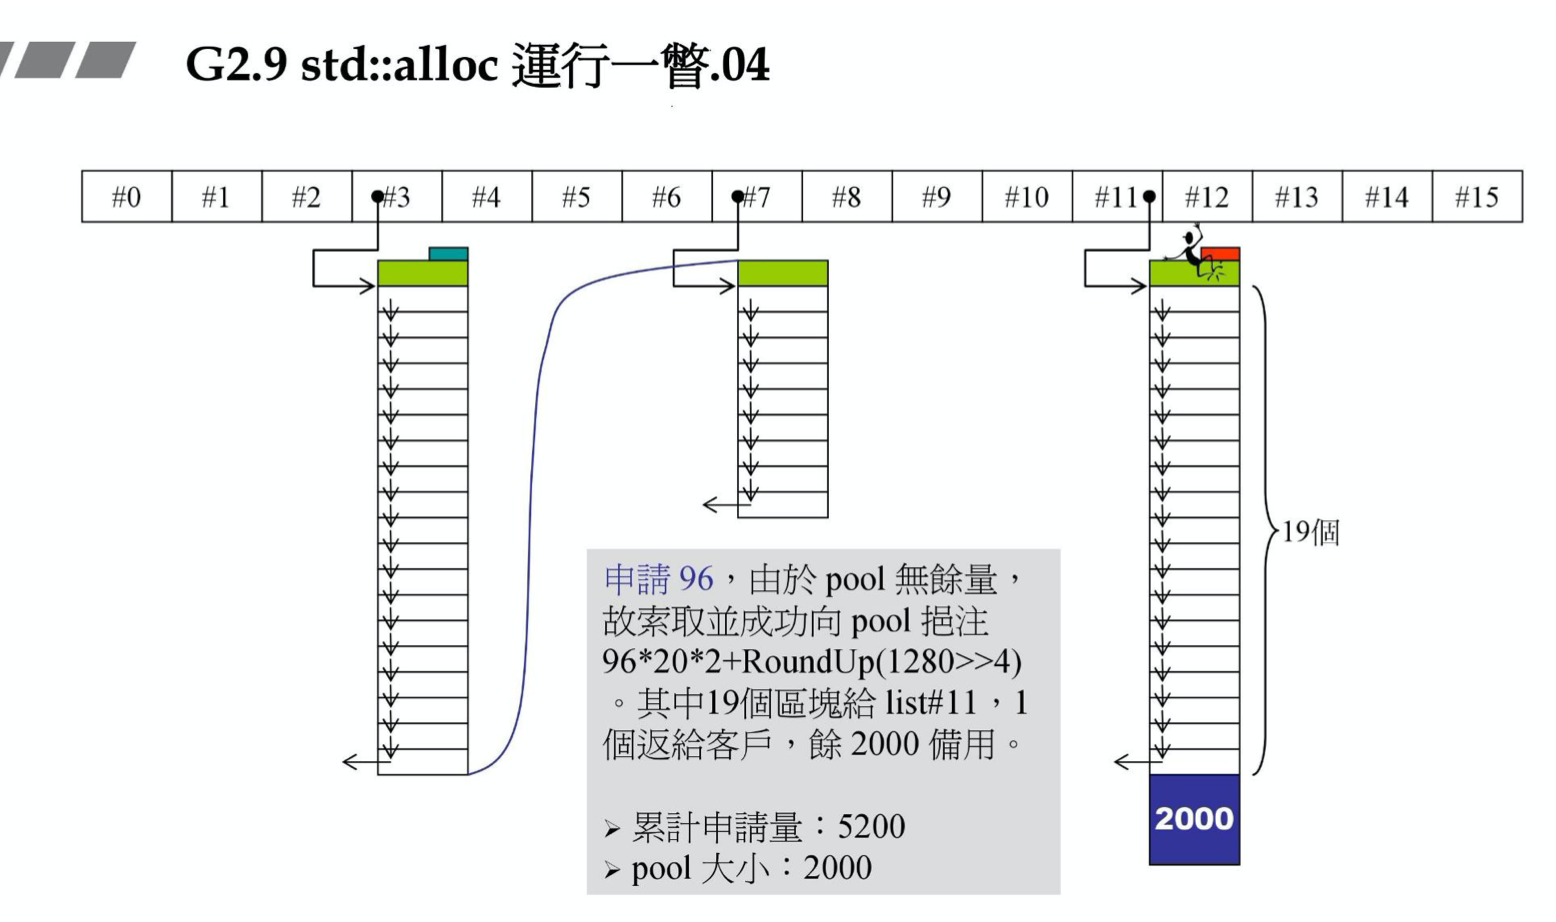 G2.9 std::alloc 運行一瞥.04
#0 #1 #2 #3 #4 #5 #6 #7 #8 #9 #10 #11 #12 #13 #14 #15
19個
申請 96，由於 pool 無餘量，
故索取並成功向 pool 挹注
96*20*2+RoundUp(1280>>4)
。其中19個區塊給 list#11，1
個返給客戶，餘 2000 備用。
➢ 累計申請量：5200
➢ pool 大小：2000
2000